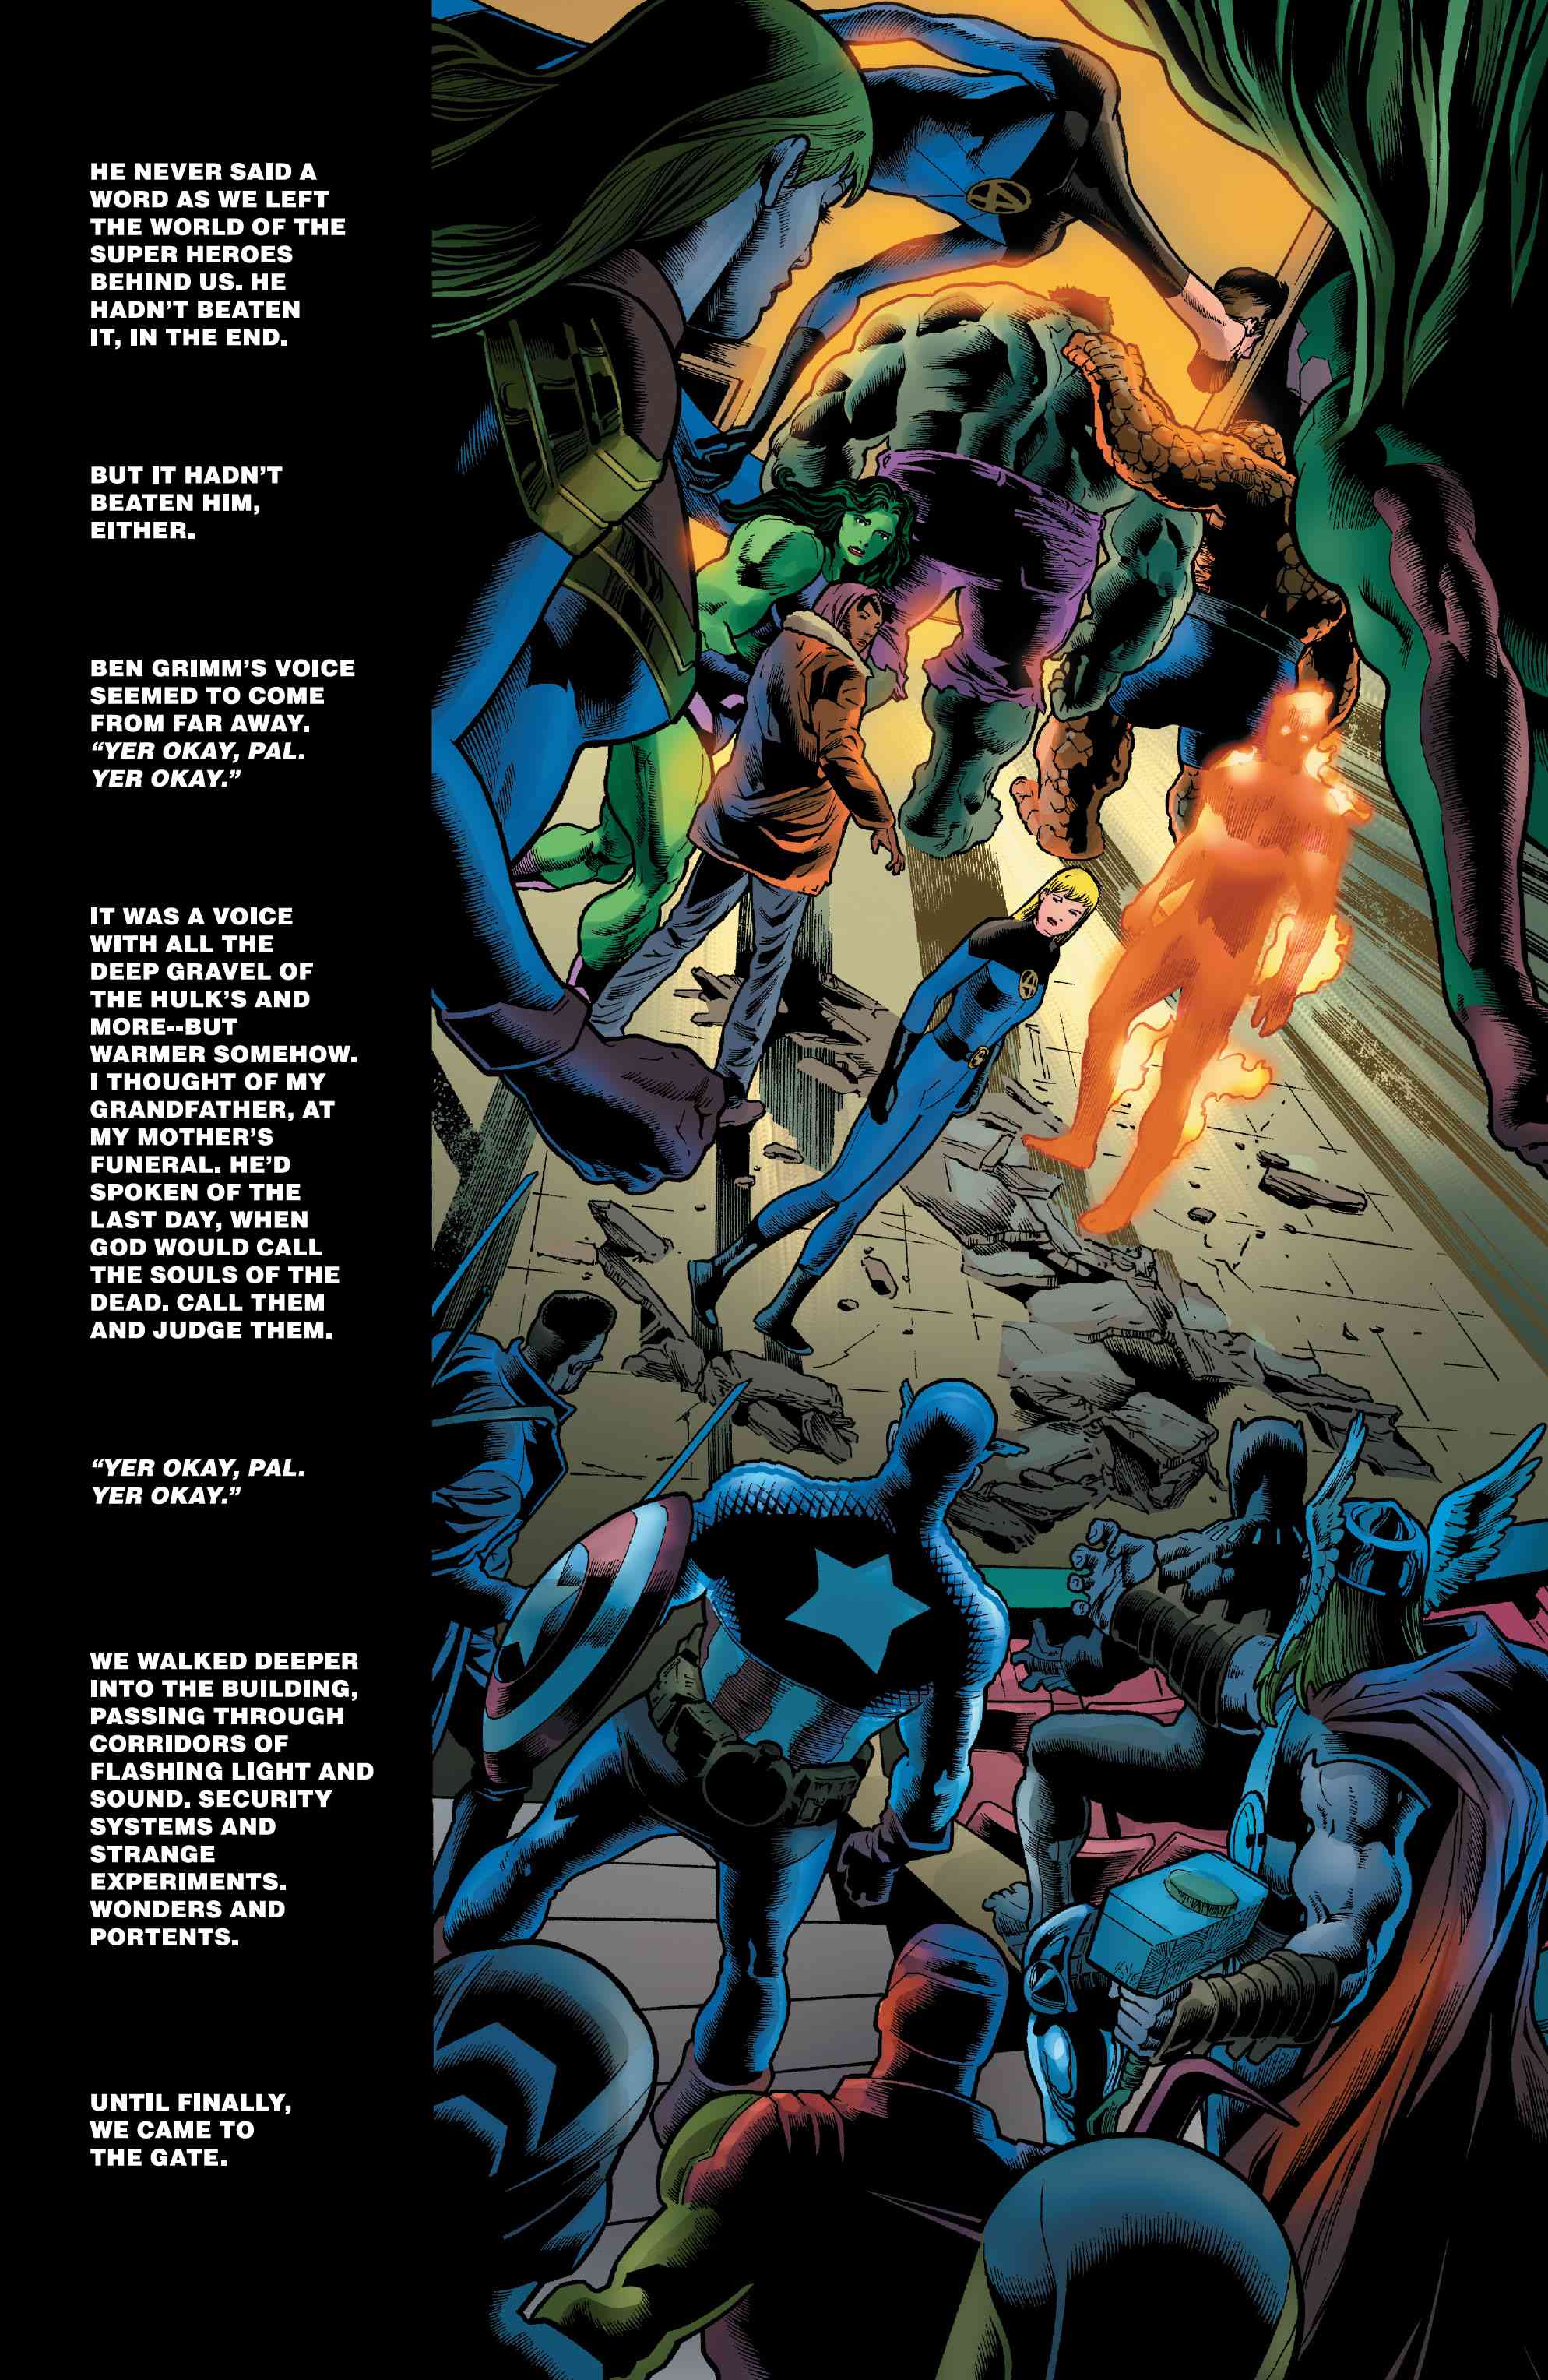 HE NEVER SAID A
WORD AS WE LEFT
THE WORLD OF THE
SUPER HEROES
BEHIND US. HE
HADN'T BEATEN
IT, IN THE END.
BUT IT HADN'T
BEATEN HIM,
EITHER.
BEN GRIMM'S VOICE
SEEMED TO COME
FROM FAR AWAY.
"YER OKAY, PAL.
YER OKAY."
IT WAS A VOICE
WITH ALL THE
DEEP GRAVEL OF
THE HULK'S AND
MORE--BUT
WARMER SOMEHOW.
I THOUGHT OF MY
GRANDFATHER, AT
MY MOTHER'S
FUNERAL. HE'D
SPOKEN OF THE
LAST DAY, WHEN
GOD WOULD CALL
THE SOULS OF THE
DEAD. CALL THEM
AND JUDGE THEM.
"YER OKAY, PAL.
YER OKAY."
WE WALKED DEEPER
INTO THE BUILDING,
PASSING THROUGH
CORRIDORS OF
FLASHING LIGHT AND
SOUND. SECURITY
SYSTEMS AND
STRANGE
EXPERIMENTS.
WONDERS AND
PORTENTS.
UNTIL FINALLY,
WE CAME TO
THE GATE.